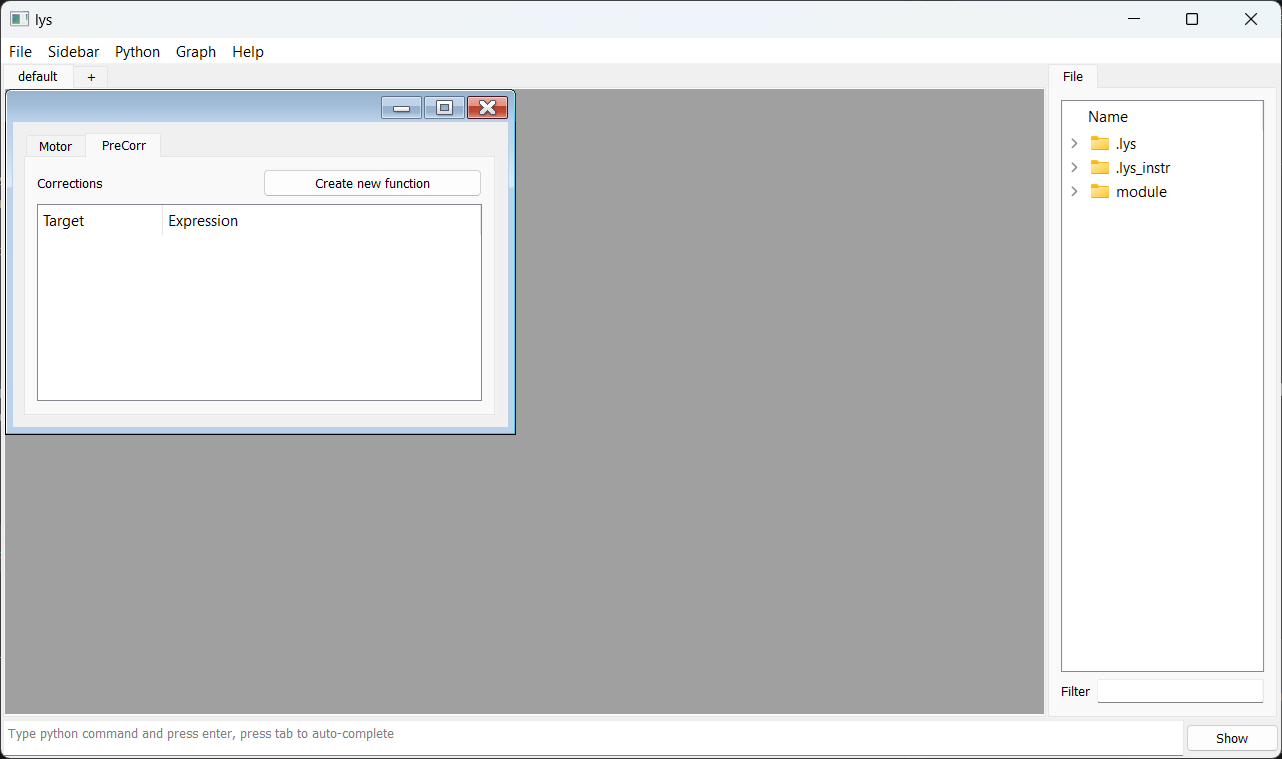 lys
File Sidebar Python Graph Help
default +
File
Motor PreCorr
Corrections Create new function
Target Expression
Name
.lys
.lys_instr
module
Filter
Type python command and press enter, press tab to auto-complete
Show